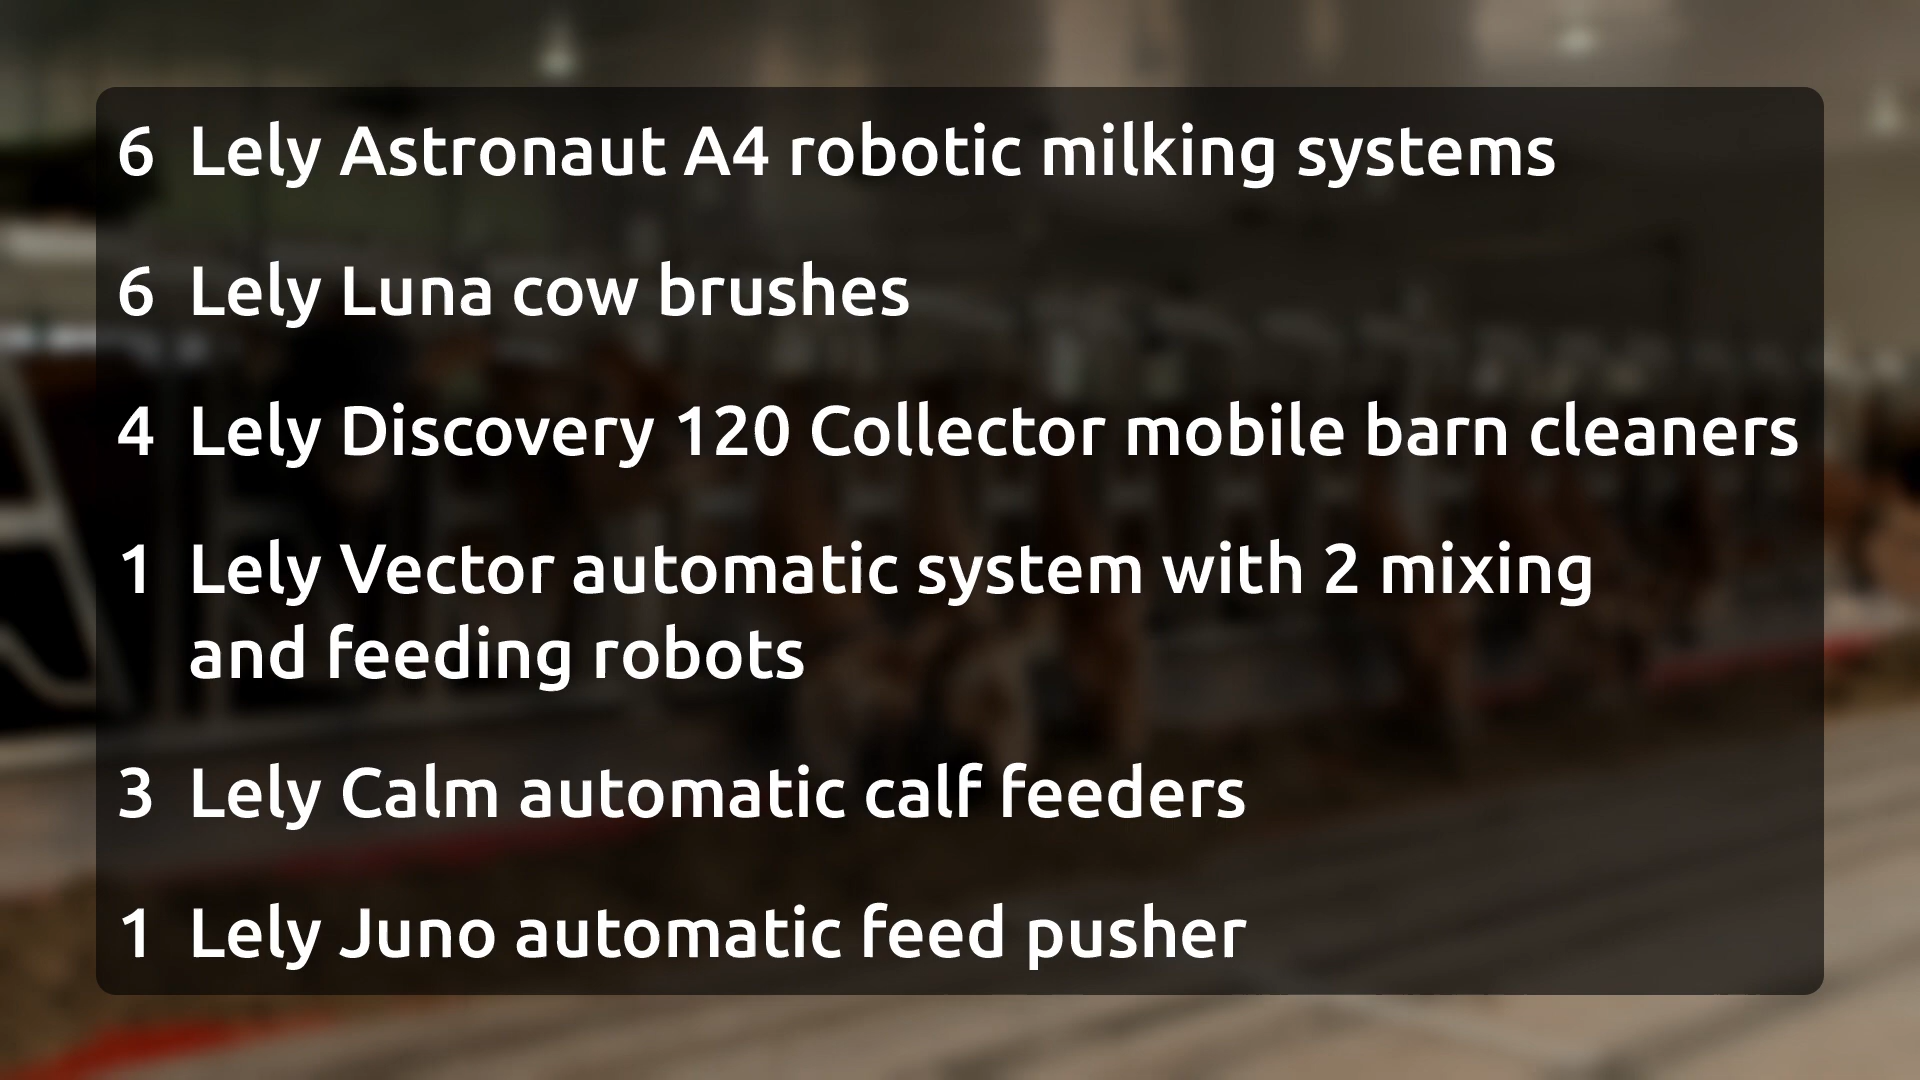 6 Lely Astronaut A4 robotic milking systems
6 Lely Luna cow brushes
4 Lely Discovery 120 Collector mobile barn cleaners
1 Lely Vector automatic system with 2 mixing
and feeding robots
3 Lely Calm automatic calf feeders
1 Lely Juno automatic feed pusher